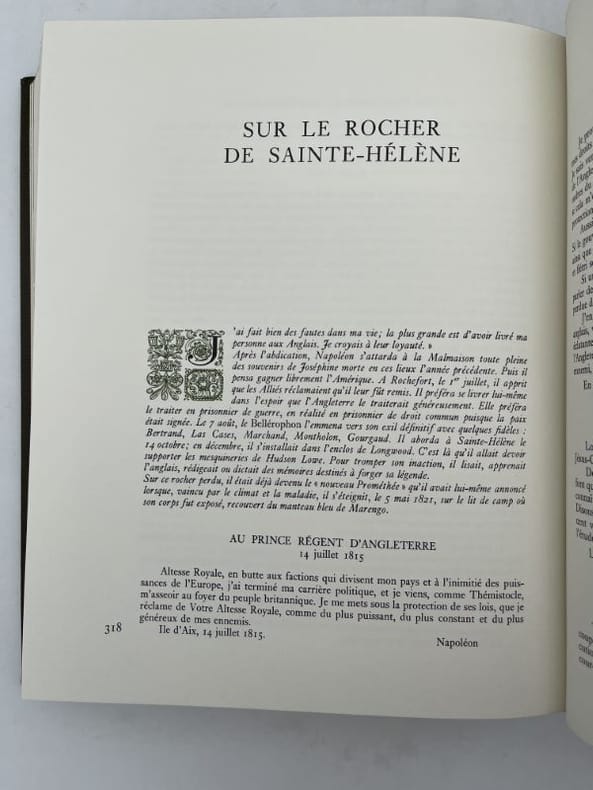 SUR LE ROCHER
DE SAINTE-HÉLÈNE
J'ai fait bien des fautes dans ma vie; la plus grande est d'avoir livré ma
personne aux Anglais. Je croyais à leur loyauté. »
Après l'abdication, Napoléon s'attarda à la Malmaison toute pleine
des souvenirs de Joséphine morte en ces lieux l'année précédente. Puis il
pensa gagner librement l'Amérique. A Rochefort, le 1er juillet, il apprit
que les Alliés réclamaient qu'il leur fût remis. Il préféra se livrer lui-même
dans l'espoir que l'Angleterre le traiterait généreusement. Elle préféra
le traiter en prisonnier de guerre, en réalité en prisonnier de droit commun puisque la paix
était signée. Le 7 août, le Bellérophon l'emmena vers son exil définitif avec quelques fidèles :
Bertrand, Las Cases, Marchand, Montholon, Gourgaud. Il aborda à Sainte-Hélène le
14 octobre; en décembre, il s'installait dans l'enclos de Longwood. C'est là qu'il allait devoir
supporter les mesquineries de Hudson Lowe. Pour tromper son inaction, il lisait, apprenait
l'anglais, rédigeait ou dictait des mémoires destinés à forger sa légende.
Sur ce rocher perdu, il était déjà devenu le « nouveau Prométhée » qu'il avait lui-même annoncé
lorsque, vaincu par le climat et la maladie, il s'éteignit, le 5 mai 1821, sur le lit de camp où
son corps fut exposé, recouvert du manteau bleu de Marengo.
AU PRINCE RÉGENT D'ANGLETERRE
14 juillet 1815
Altesse Royale, en butte aux factions qui divisent mon pays et à l'inimitié des puis-
sances de l'Europe, j'ai terminé ma carrière politique, et je viens, comme Thémistocle,
m'asseoir au foyer du peuple britannique. Je me mets sous la protection de ses lois, que je
réclame de Votre Altesse Royale, comme du plus puissant, du plus constant et du plus
généreux de mes ennemis.
Ile d'Aix, 14 juillet 1815.
Napoléon
318